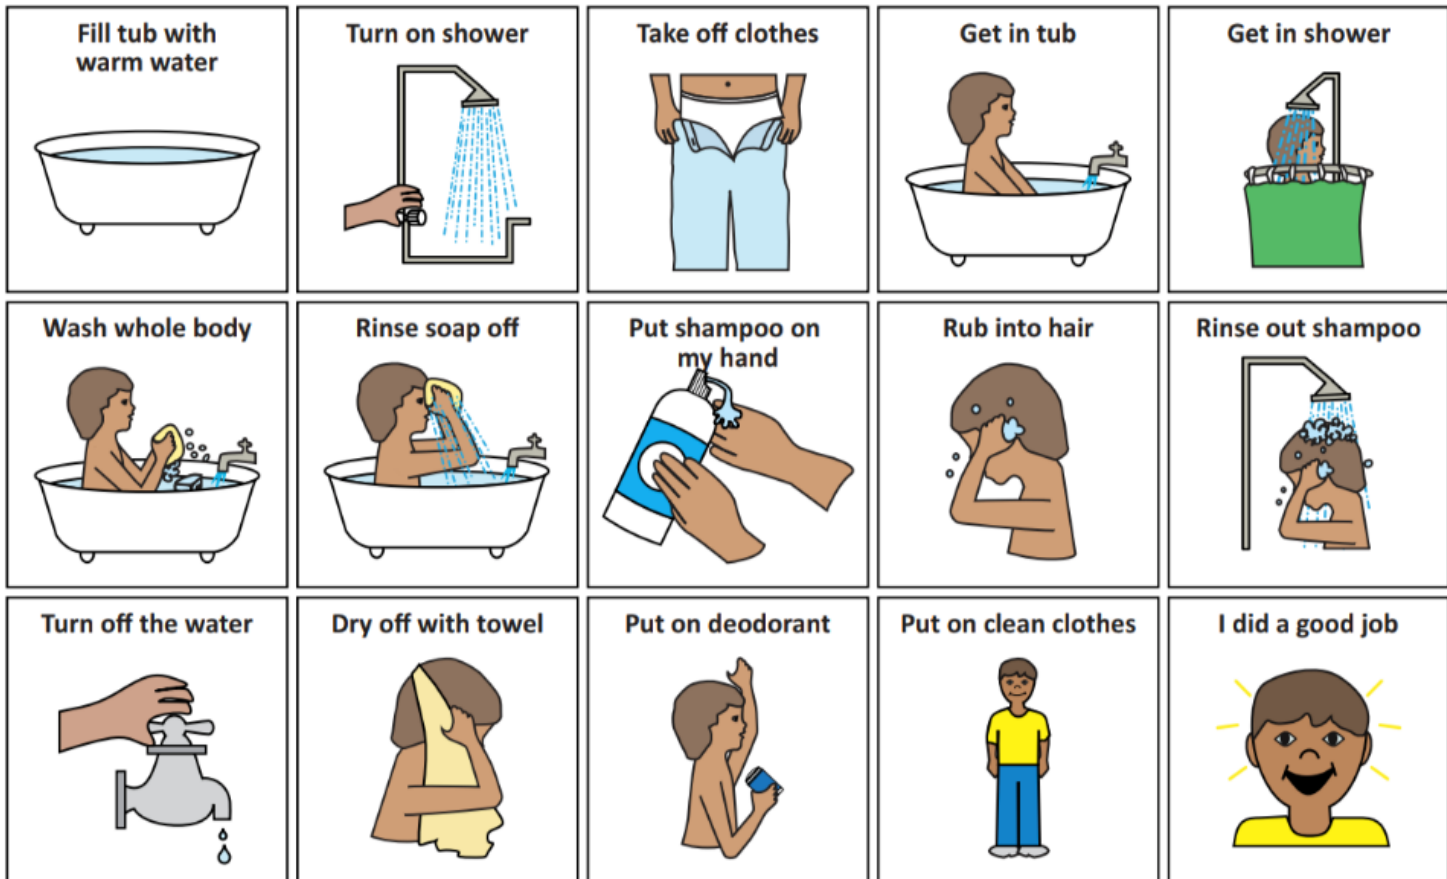 Fill tub with
warm water
Turn on shower
Take off clothes
Get in tub
Get in shower
Wash whole body
Rinse soap off
Put shampoo on
my hand
Rub into hair
Rinse out shampoo
Turn off the water
Dry off with towel
Put on deodorant
Put on clean clothes
I did a good job